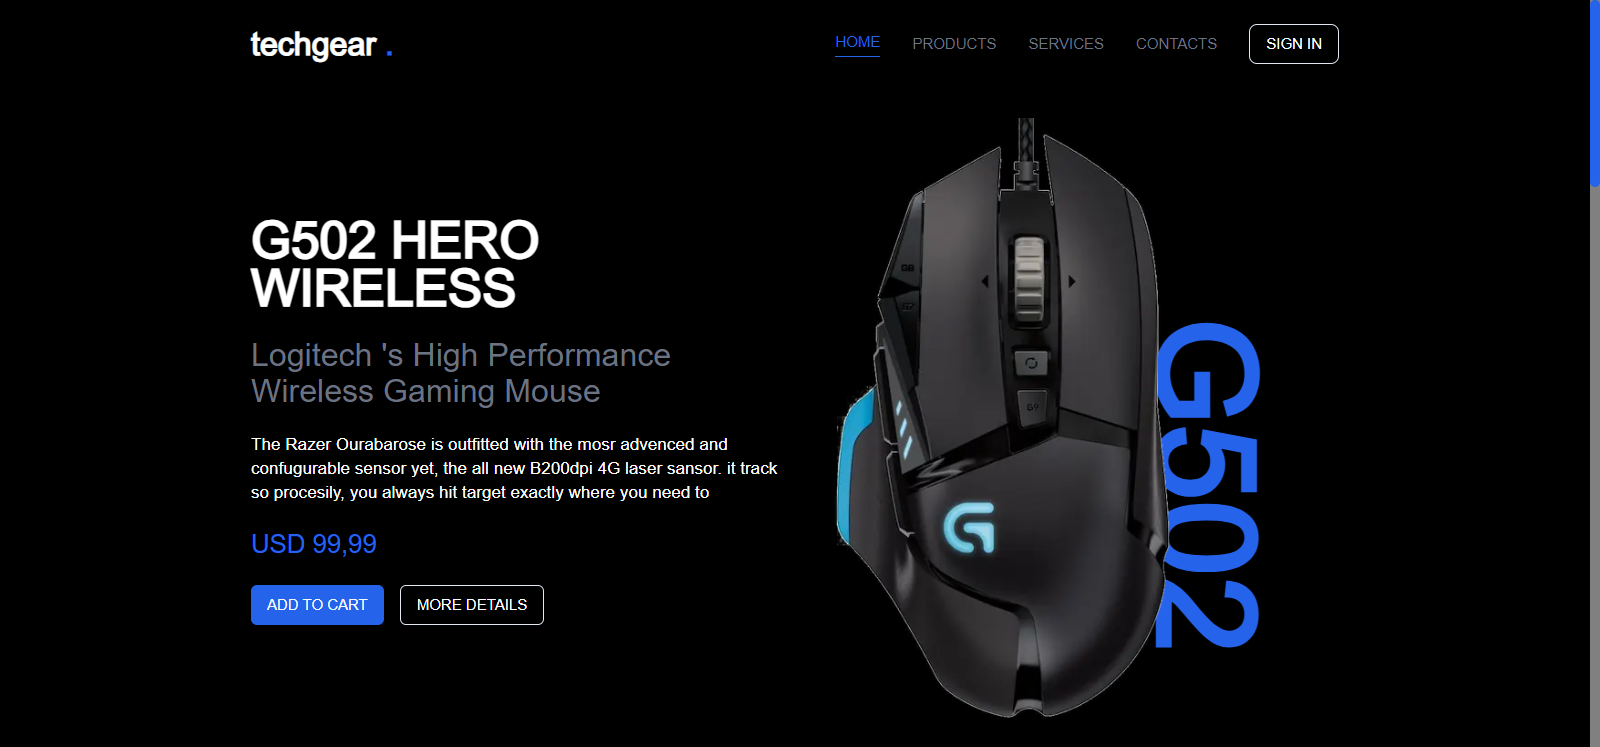 techgear .
HOME PRODUCTS SERVICES CONTACTS SIGN IN
G502 HERO
WIRELESS
Logitech 's High Performance
Wireless Gaming Mouse
The Razer Ourabarose is outfitted with the mosr advenced and
confugurable sensor yet, the all new B200dpi 4G laser sansor. it track
so procesily, you always hit target exactly where you need to
USD 99,99
ADD TO CART MORE DETAILS
G8
G7
G9
G
G502